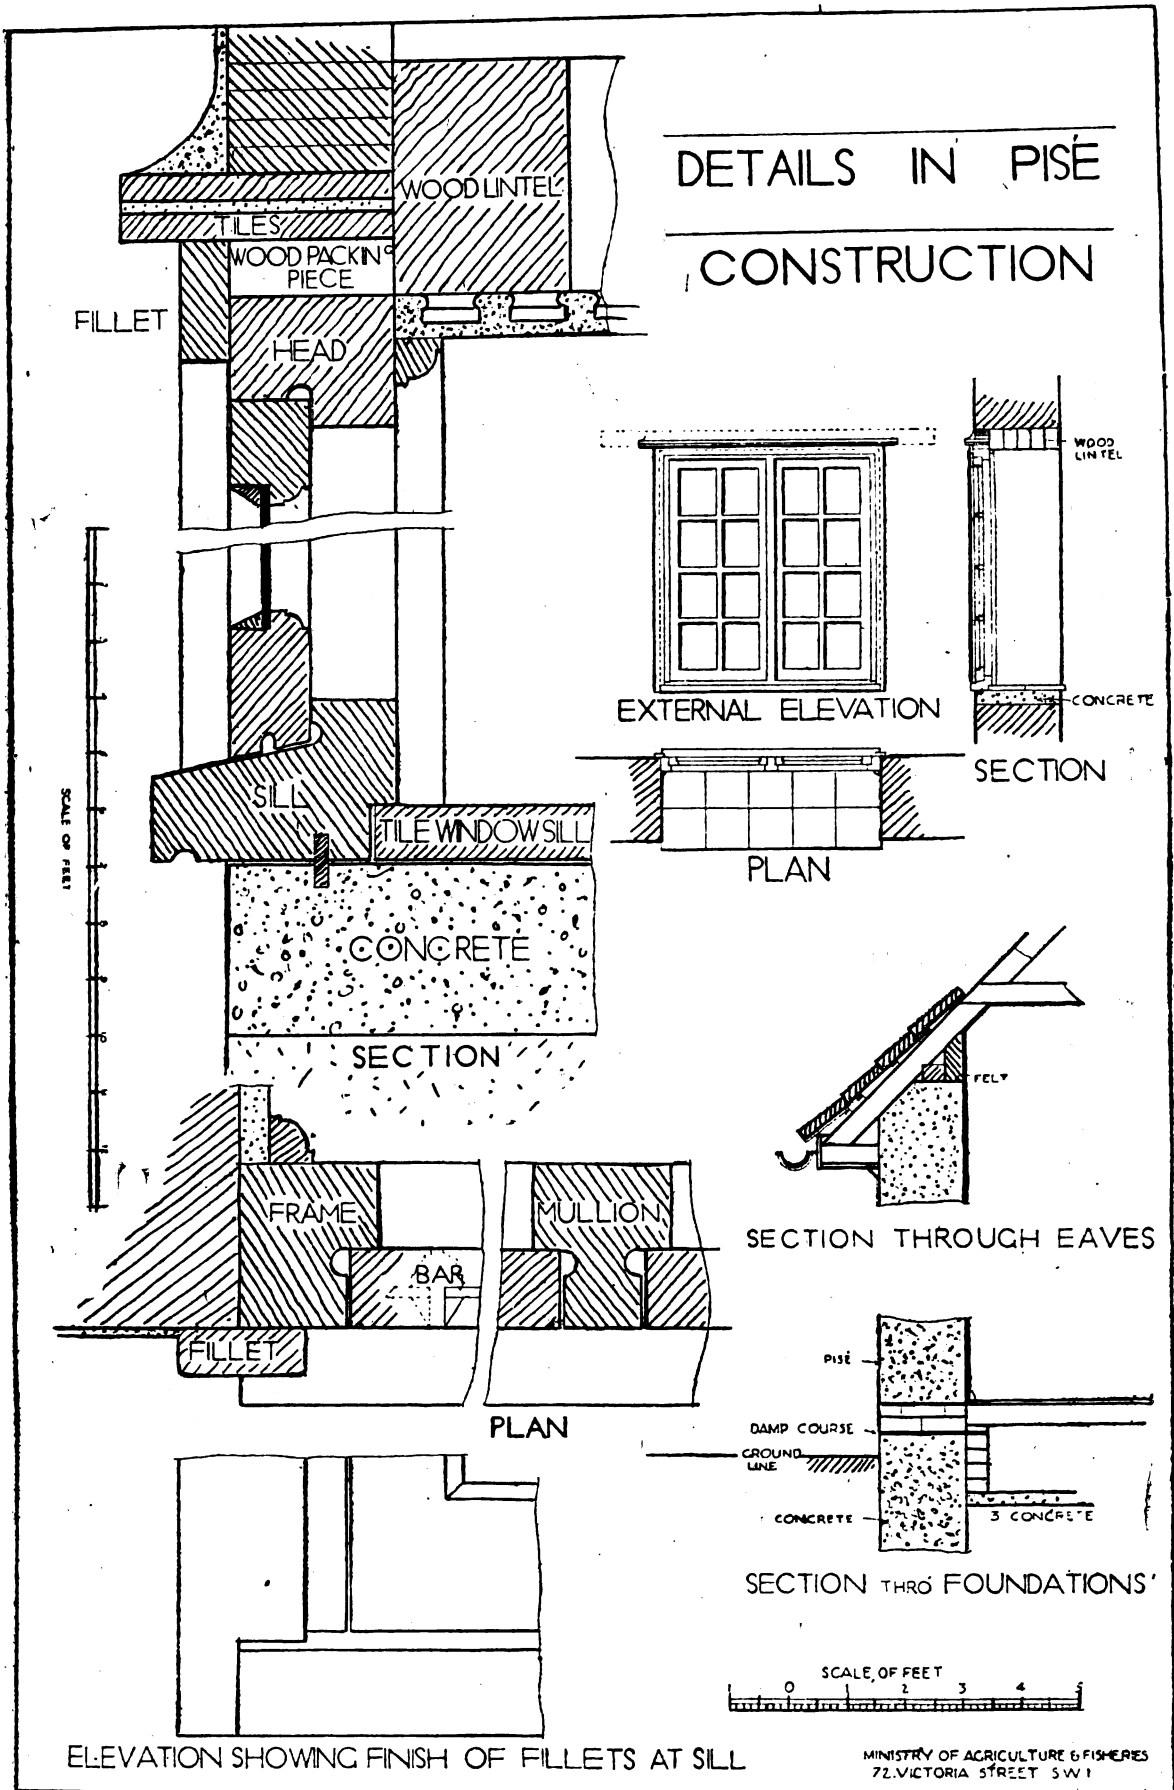 DETAILS IN PISÉ
CONSTRUCTION
WOOD LINTEL
TILES
WOOD PACKING
PIECE
FILLET
HEAD
SILL
TILE WINDOW SILL
CONCRETE
SECTION
SCALE OF FEET
WOOD
LINTEL
CONCRETE
EXTERNAL ELEVATION
SECTION
PLAN
FELT
SECTION THROUGH EAVES
FRAME
MULLION
BAR
FILLET
PLAN
PISÉ
DAMP COURSE
GROUND
LINE
CONCRETE
3 CONCRETE
SECTION THRO FOUNDATIONS
SCALE OF FEET
0 1 2 3 4 5
ELEVATION SHOWING FINISH OF FILLETS AT SILL
MINISTRY OF AGRICULTURE & FISHERIES
72. VICTORIA STREET S W 1